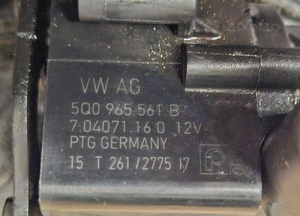 VW AG
5Q0 965 561 B
7.04071.16.0 12V
PTG GERMANY
15 T 261/2775 17